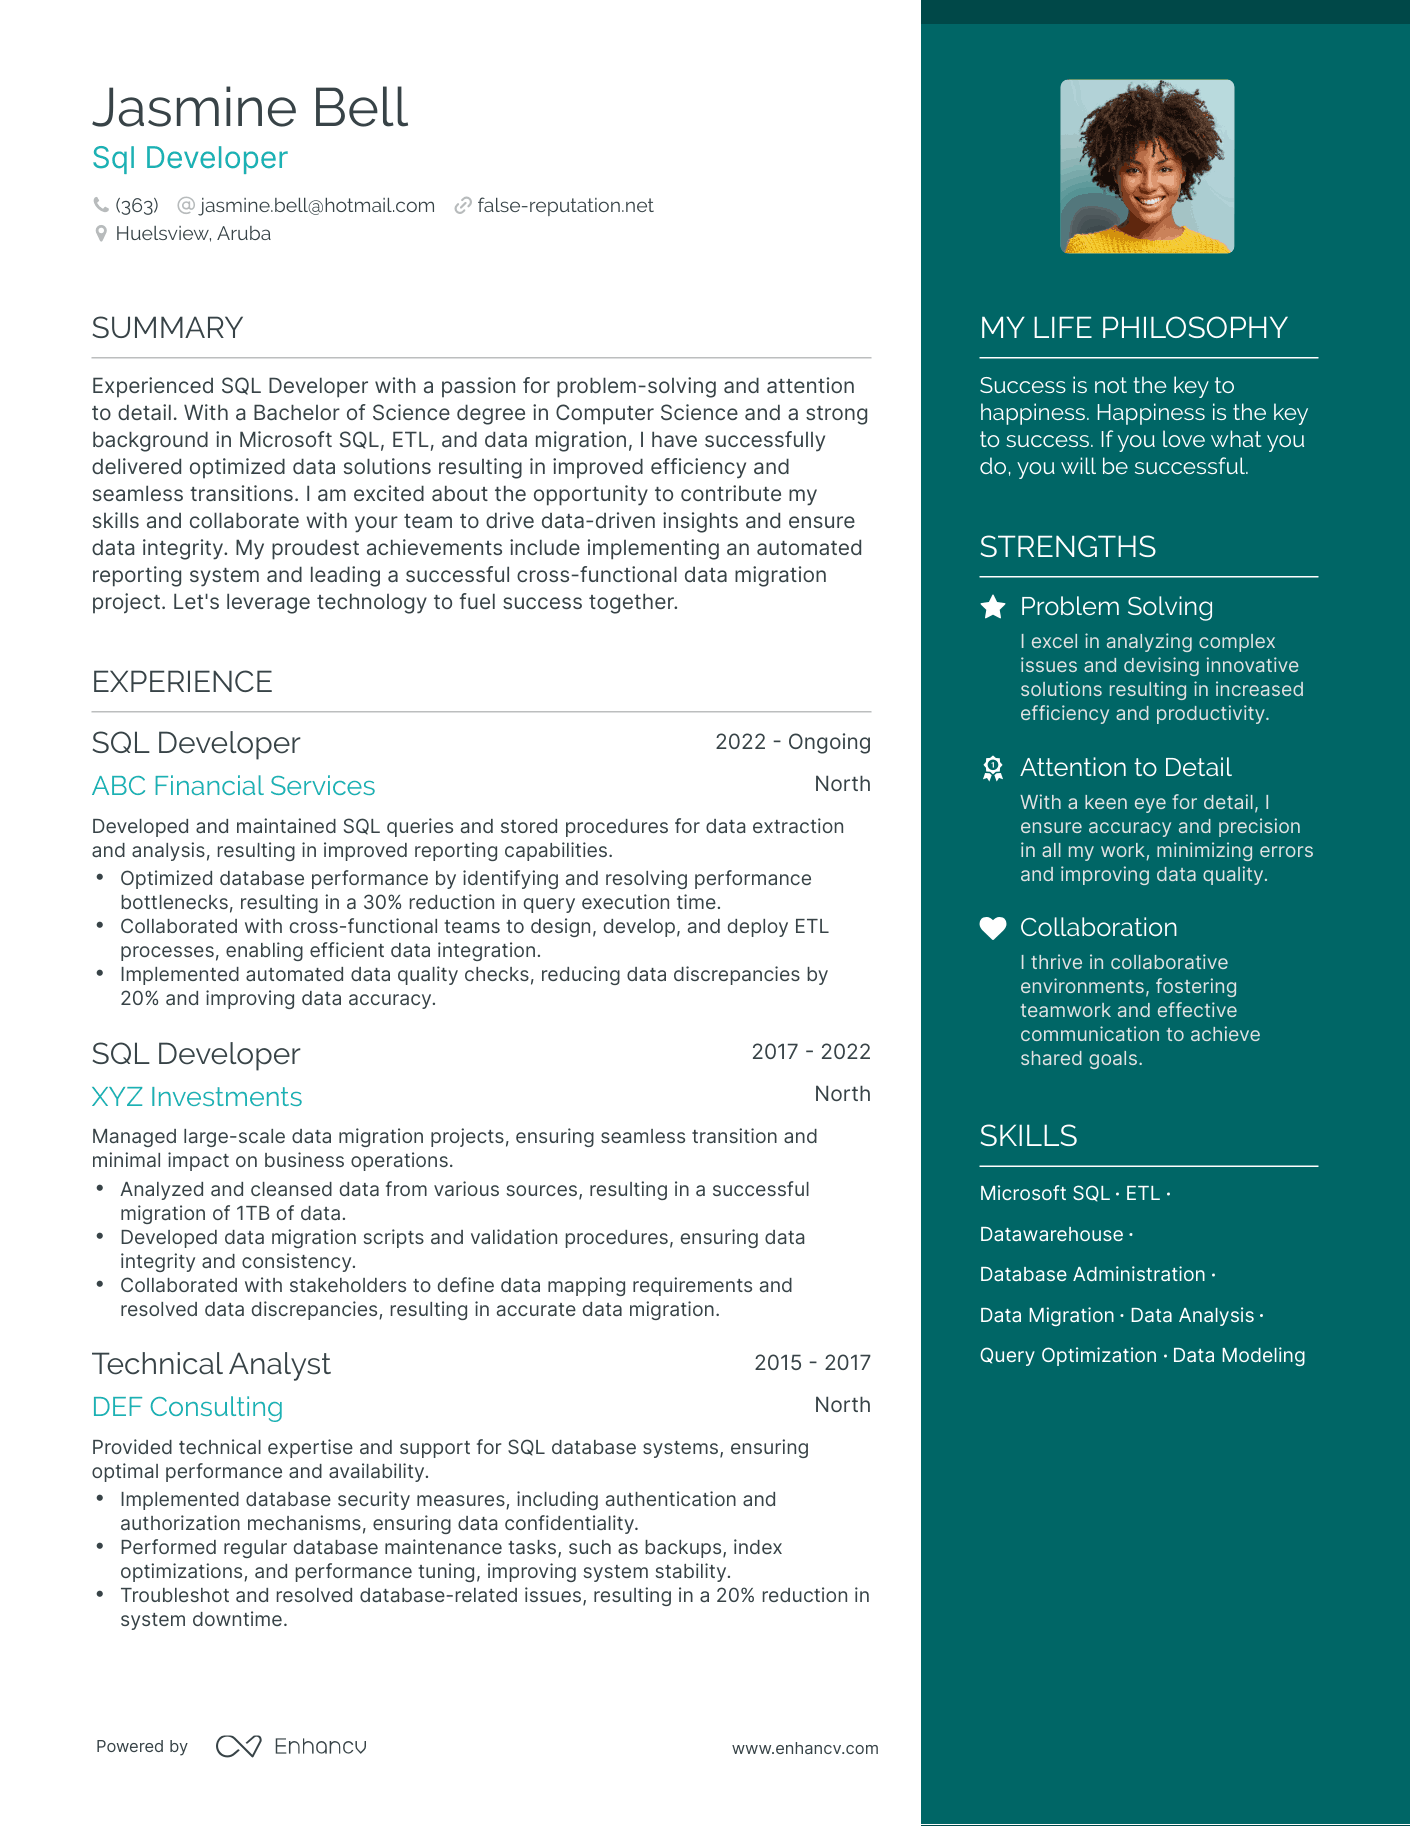 Jasmine Bell
Sql Developer
(363) jasmine.bell@hotmail.com false-reputation.net
Huelsview, Aruba
SUMMARY
Experienced SQL Developer with a passion for problem-solving and attention
to detail. With a Bachelor of Science degree in Computer Science and a strong
background in Microsoft SQL, ETL, and data migration, I have successfully
delivered optimized data solutions resulting in improved efficiency and
seamless transitions. I am excited about the opportunity to contribute my
skills and collaborate with your team to drive data-driven insights and ensure
data integrity. My proudest achievements include implementing an automated
reporting system and leading a successful cross-functional data migration
project. Let's leverage technology to fuel success together.
EXPERIENCE
SQL Developer 2022 - Ongoing
ABC Financial Services North
Developed and maintained SQL queries and stored procedures for data extraction
and analysis, resulting in improved reporting capabilities.
• Optimized database performance by identifying and resolving performance
bottlenecks, resulting in a 30% reduction in query execution time.
• Collaborated with cross-functional teams to design, develop, and deploy ETL
processes, enabling efficient data integration.
• Implemented automated data quality checks, reducing data discrepancies by
20% and improving data accuracy.
SQL Developer 2017 - 2022
XYZ Investments North
Managed large-scale data migration projects, ensuring seamless transition and
minimal impact on business operations.
• Analyzed and cleansed data from various sources, resulting in a successful
migration of 1TB of data.
• Developed data migration scripts and validation procedures, ensuring data
integrity and consistency.
• Collaborated with stakeholders to define data mapping requirements and
resolved data discrepancies, resulting in accurate data migration.
Technical Analyst 2015 - 2017
DEF Consulting North
Provided technical expertise and support for SQL database systems, ensuring
optimal performance and availability.
• Implemented database security measures, including authentication and
authorization mechanisms, ensuring data confidentiality.
• Performed regular database maintenance tasks, such as backups, index
optimizations, and performance tuning, improving system stability.
• Troubleshot and resolved database-related issues, resulting in a 20% reduction in
system downtime.
Powered by Enhancv www.enhancv.com
MY LIFE PHILOSOPHY
Success is not the key to
happiness. Happiness is the key
to success. If you love what you
do, you will be successful.
STRENGTHS
Problem Solving
I excel in analyzing complex
issues and devising innovative
solutions resulting in increased
efficiency and productivity.
Attention to Detail
With a keen eye for detail, I
ensure accuracy and precision
in all my work, minimizing errors
and improving data quality.
Collaboration
I thrive in collaborative
environments, fostering
teamwork and effective
communication to achieve
shared goals.
SKILLS
Microsoft SQL · ETL ·
Datawarehouse ·
Database Administration ·
Data Migration · Data Analysis ·
Query Optimization · Data Modeling